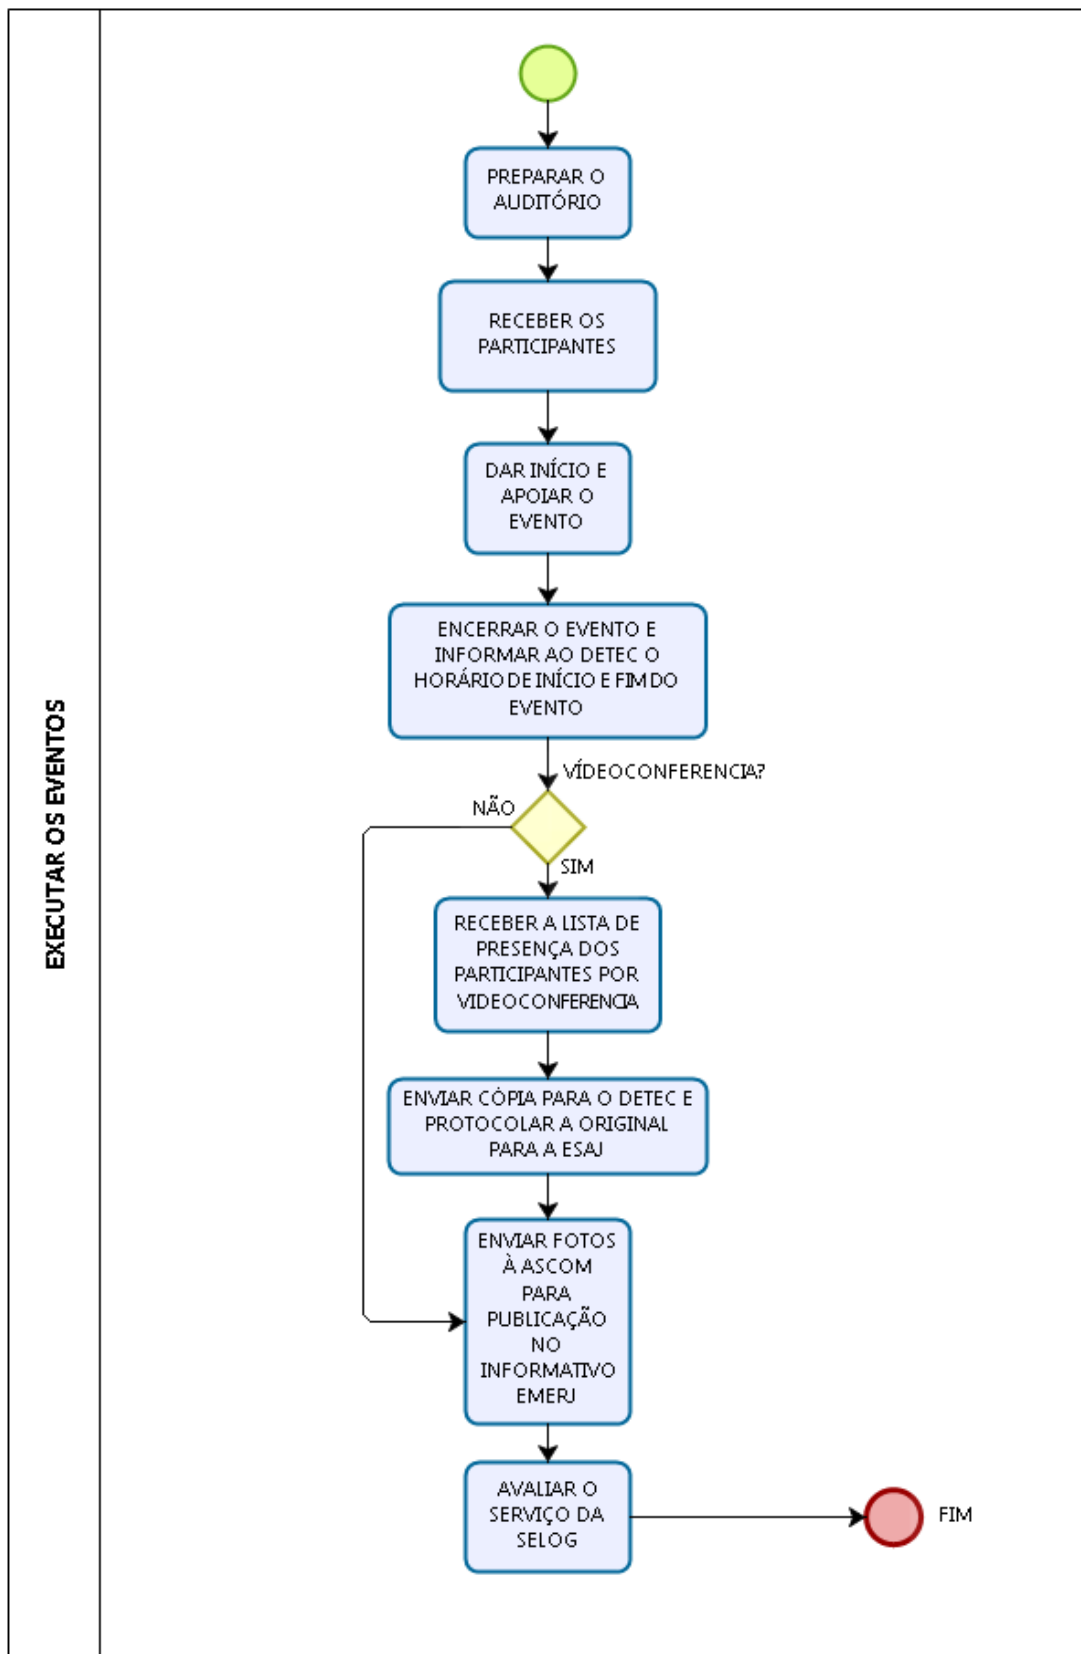 EXECUTAR OS EVENTOS
PREPARAR O
AUDITÓRIO
RECEBER OS
PARTICIPANTES
DAR INÍCIO E
APOIAR O
EVENTO
ENCERRAR O EVENTO E
INFORMAR AO DETEC O
HORÁRIO DE INÍCIO E FIM DO
EVENTO
VÍDEOCONFERENCIA?
NÃO
SIM
RECEBER A LISTA DE
PRESENÇA DOS
PARTICIPANTES POR
VIDEOCONFERENCIA
ENVIAR CÓPIA PARA O DETEC E
PROTOCOLAR A ORIGINAL
PARA A ESAJ
ENVIAR FOTOS
À ASCOM
PARA
PUBLICAÇÃO
NO
INFORMATIVO
EMERJ
AVALIAR O
SERVIÇO DA
SELOG
FIM